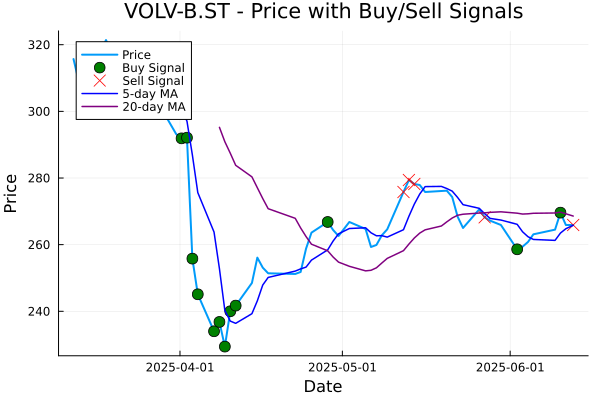 VOLV-B.ST - Price with Buy/Sell Signals
Price
Buy Signal
Sell Signal
5-day MA
20-day MA
320
300
280
260
240
Price
2025-04-01
2025-05-01
2025-06-01
Date